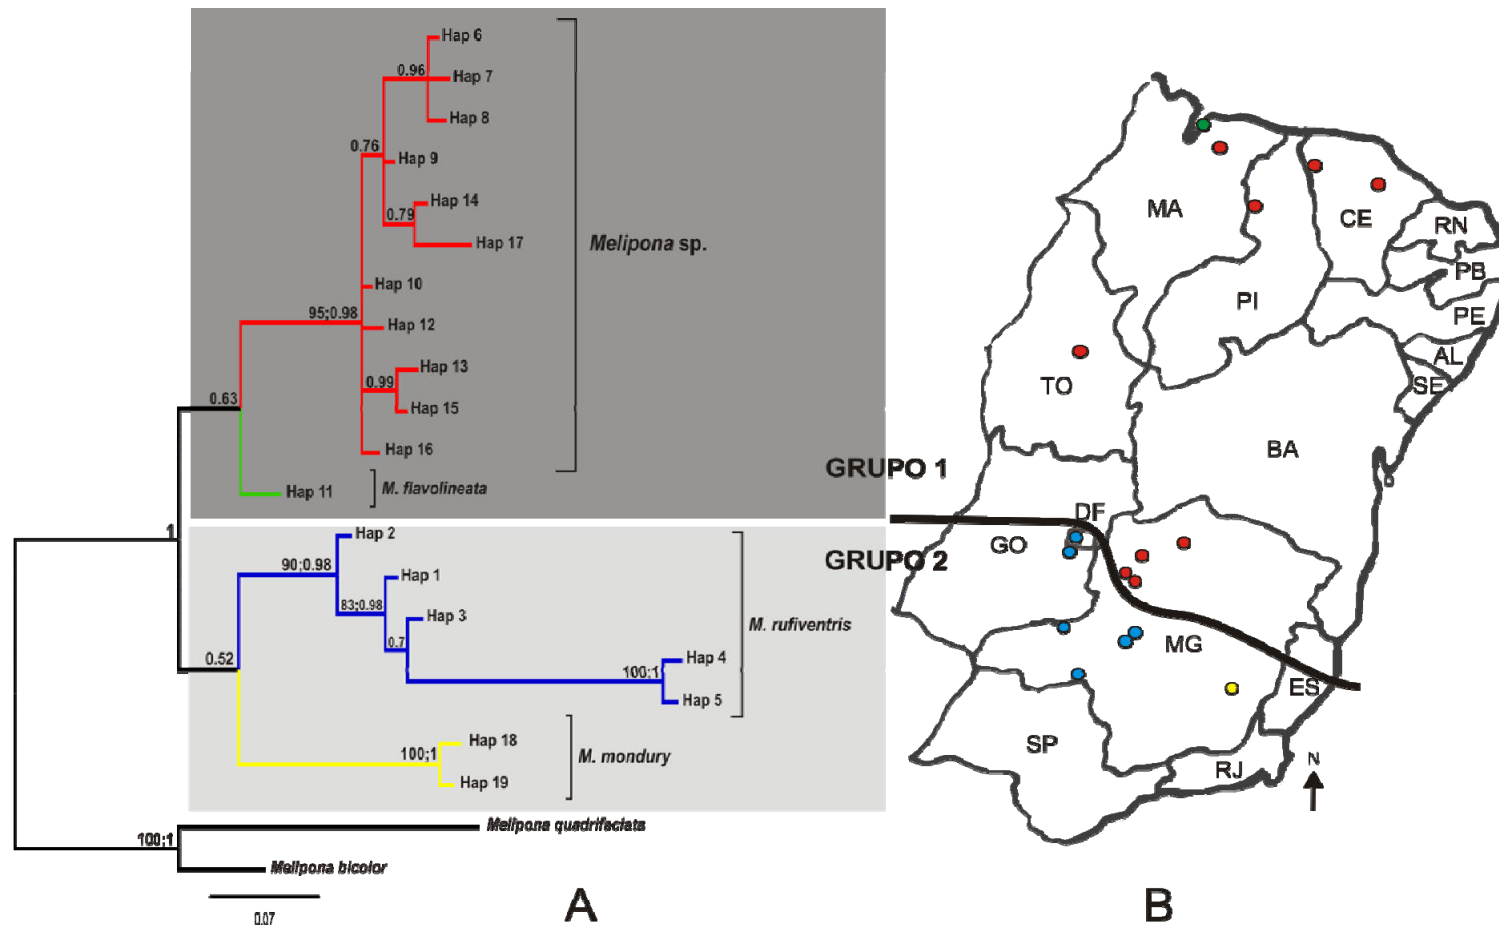 Hap 6
0.96
Hap 7
Hap 8
0.76
Hap 9
Hap 14
0.79
Hap 17
Melipona sp.
Hap 10
95;0.98
Hap 12
Hap 13
0.99
Hap 15
0.63
Hap 16
Hap 11
M. flavolineata
GRUPO 1
1
Hap 2
90;0.98
Hap 1
83;0.98
Hap 3
0.7
M. rufiventris
GRUPO 2
0.52
Hap 4
100;1
Hap 5
Hap 18
100;1
M. mondury
Hap 19
Melipona quadrifaciata
100;1
Melipona bicolor
0.07
A
MA
CE
RN
PB
PI
PE
AL
TO
SE
BA
DF
GO
MG
ES
SP
RJ
N
B